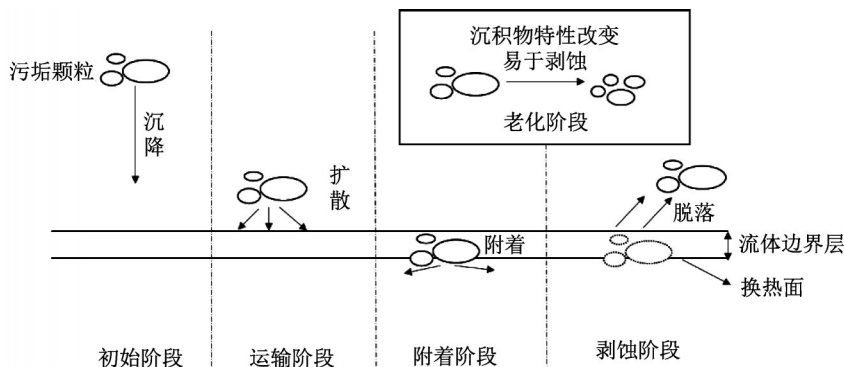 沉积物特性改变
易于剥蚀
老化阶段
污垢颗粒
沉降
扩散
附着
脱落
流体边界层
换热面
初始阶段
运输阶段
附着阶段
剥蚀阶段